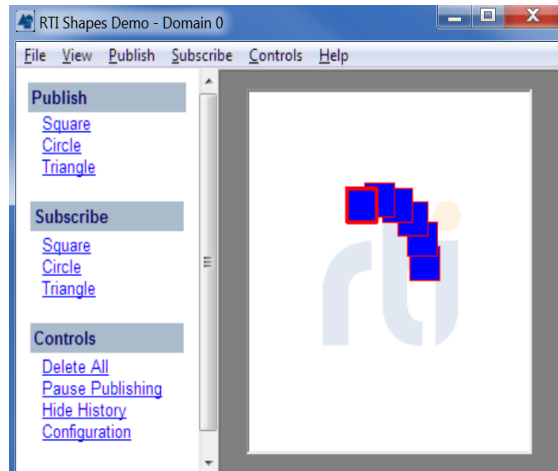 RTI Shapes Demo - Domain 0
File View Publish Subscribe Controls Help
Publish
Square
Circle
Triangle
Subscribe
Square
Circle
Triangle
Controls
Delete All
Pause Publishing
Hide History
Configuration
rti